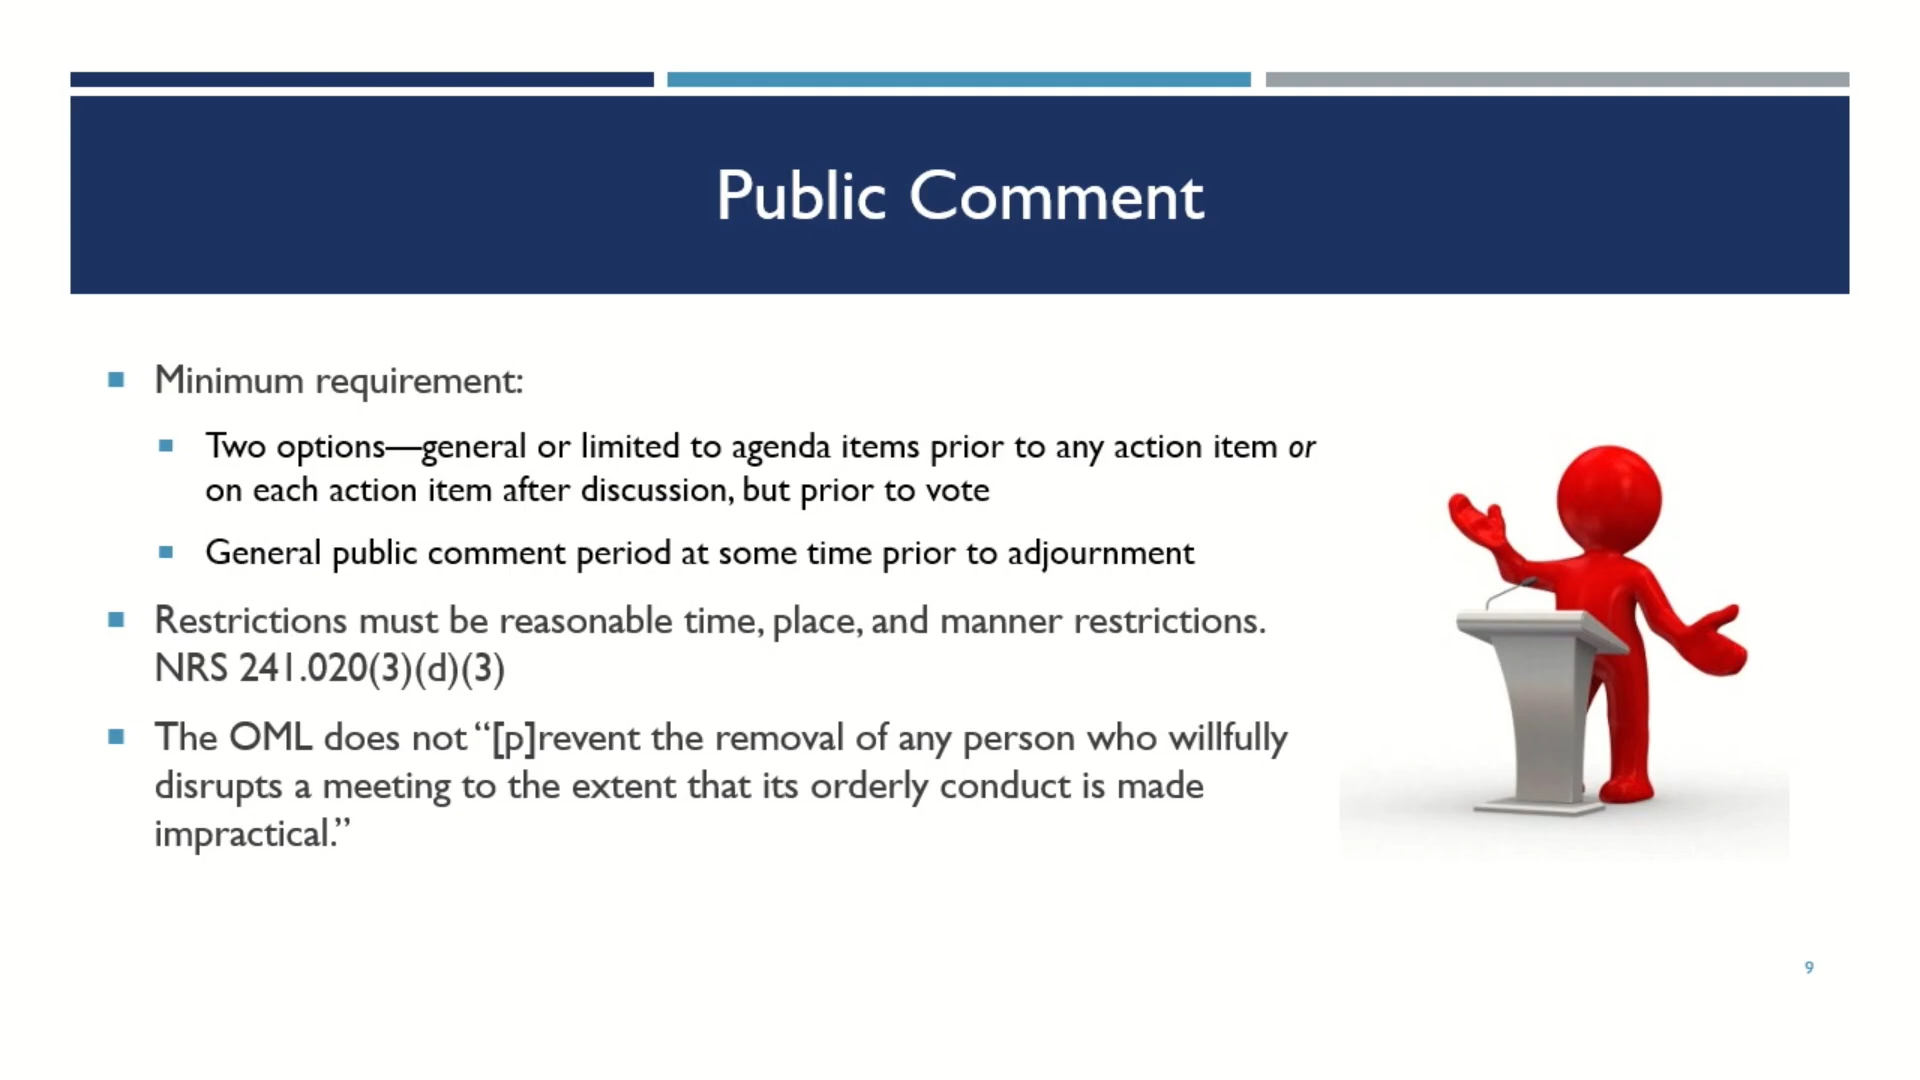 Public Comment
Minimum requirement:
Two options—general or limited to agenda items prior to any action item or
on each action item after discussion, but prior to vote
General public comment period at some time prior to adjournment
Restrictions must be reasonable time, place, and manner restrictions.
NRS 241.020(3)(d)(3)
The OML does not “[p]revent the removal of any person who willfully
disrupts a meeting to the extent that its orderly conduct is made
impractical.”
9